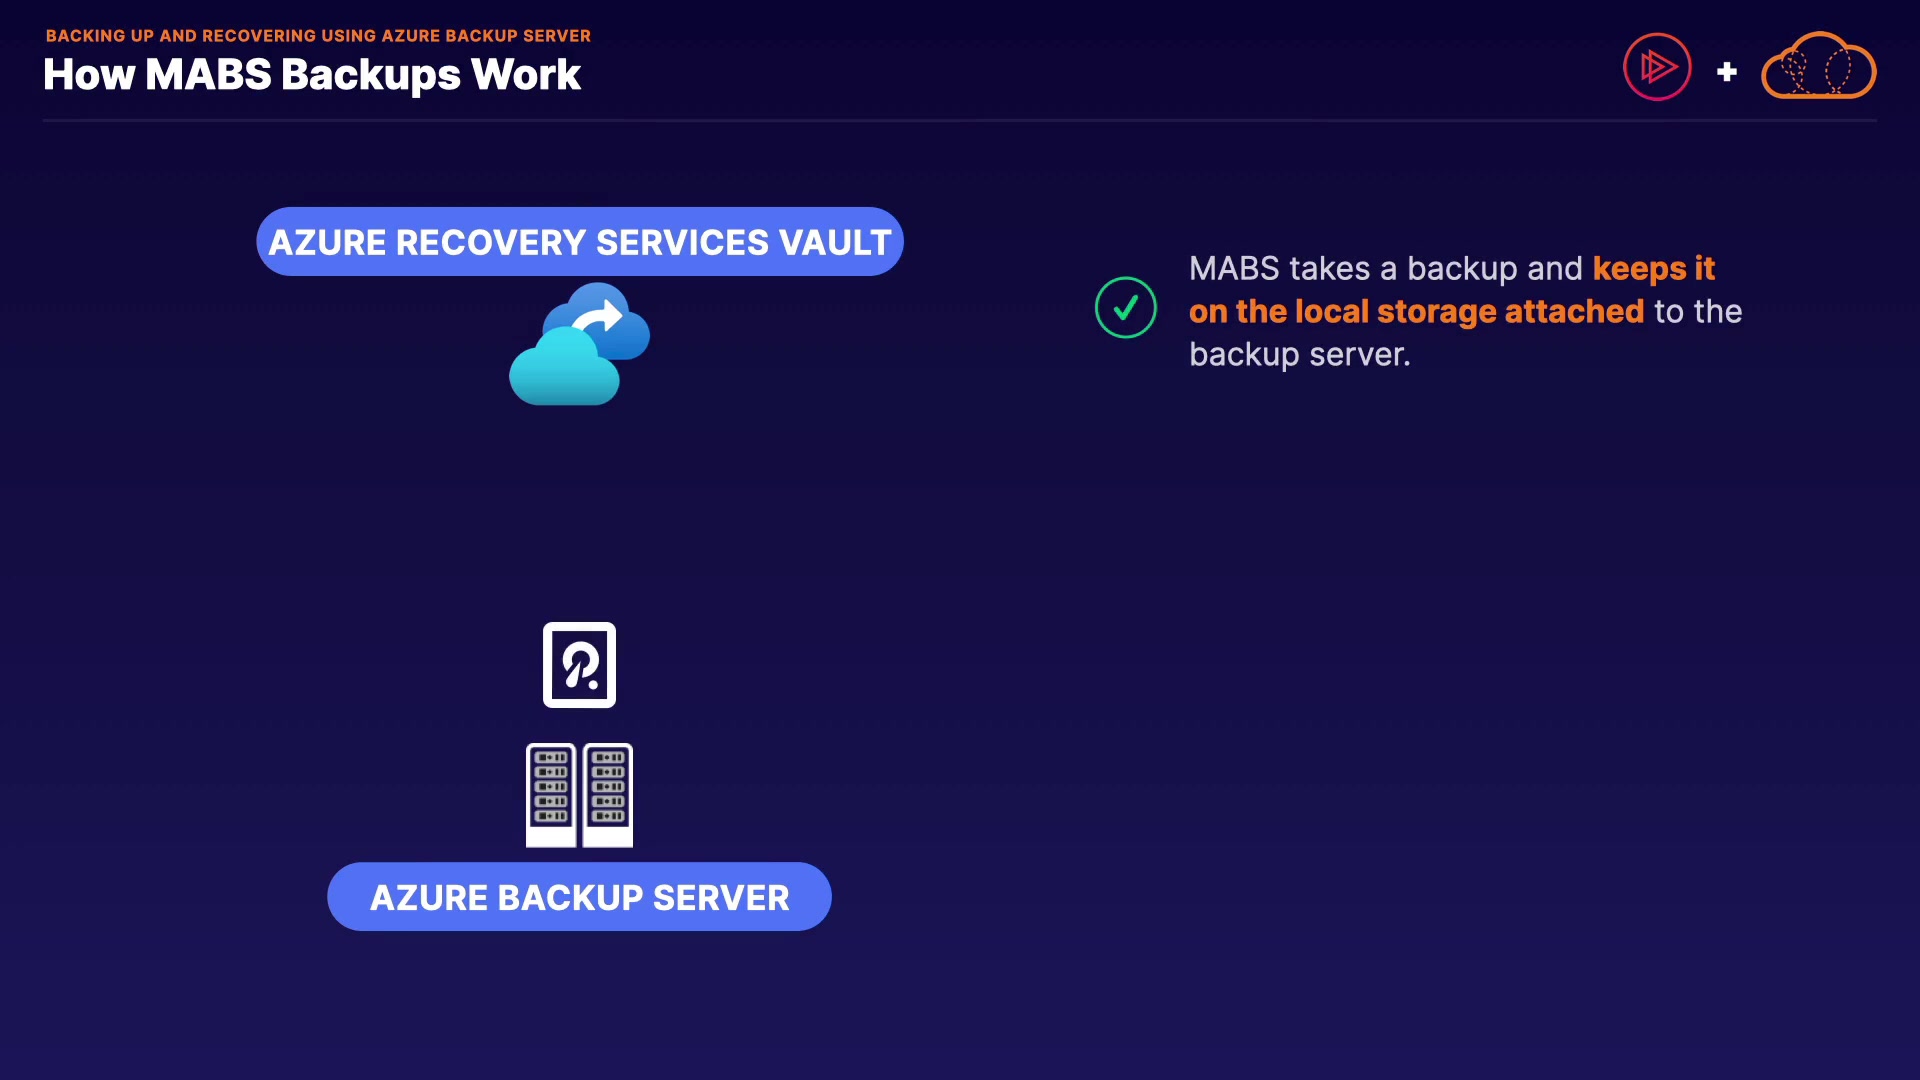 BACKING UP AND RECOVERING USING AZURE BACKUP SERVER
How MABS Backups Work
AZURE RECOVERY SERVICES VAULT
MABS takes a backup and keeps it
on the local storage attached to the
backup server.
AZURE BACKUP SERVER